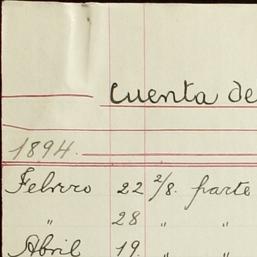 Cuenta de
1894.
Febrero 22 2/8. parte
" 28 " "
Abril 19. " "